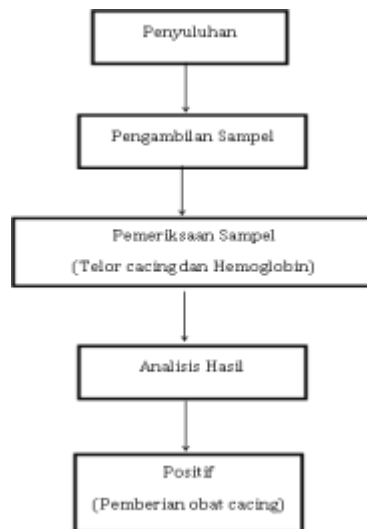 Penyuluhan
Pengambilan Sampel
Pemeriksaan Sampel
(Telor cacing dan Hemoglobin)
Analisis Hasil
Positif
(Pemberian obat cacing)